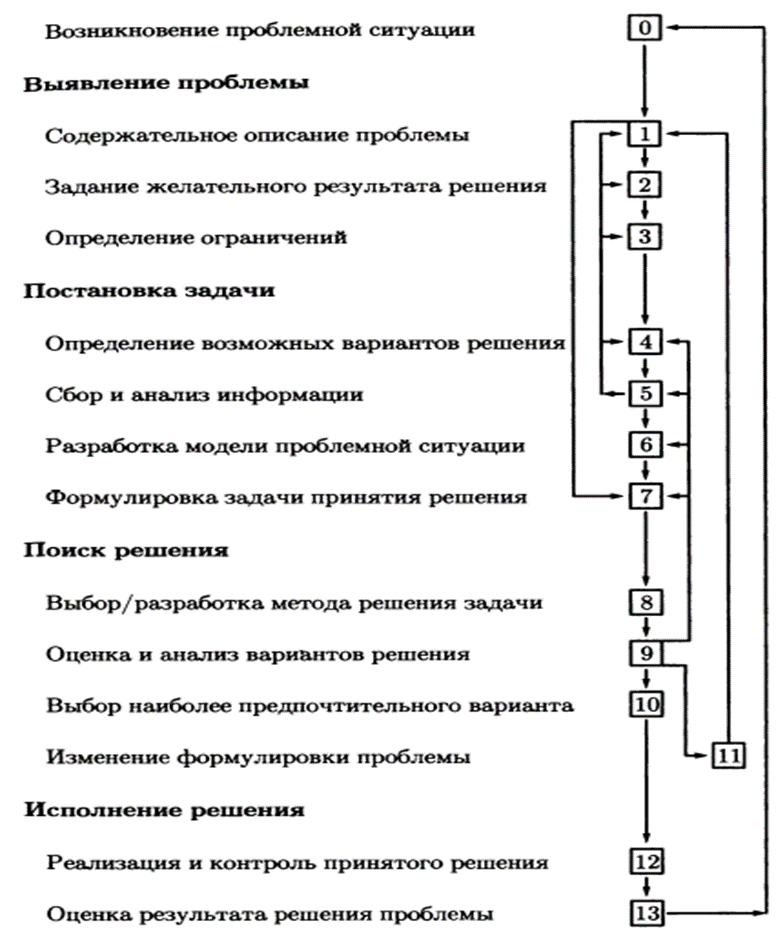 Возникновение проблемной ситуации 0
Выявление проблемы
Содержательное описание проблемы 1
Задание желательного результата решения 2
Определение ограничений 3
Постановка задачи
Определение возможных вариантов решения 4
Сбор и анализ информации 5
Разработка модели проблемной ситуации 6
Формулировка задачи принятия решения 7
Поиск решения
Выбор/разработка метода решения задачи 8
Оценка и анализ вариантов решения 9
Выбор наиболее предпочтительного варианта 10
Изменение формулировки проблемы 11
Исполнение решения
Реализация и контроль принятого решения 12
Оценка результата решения проблемы 13